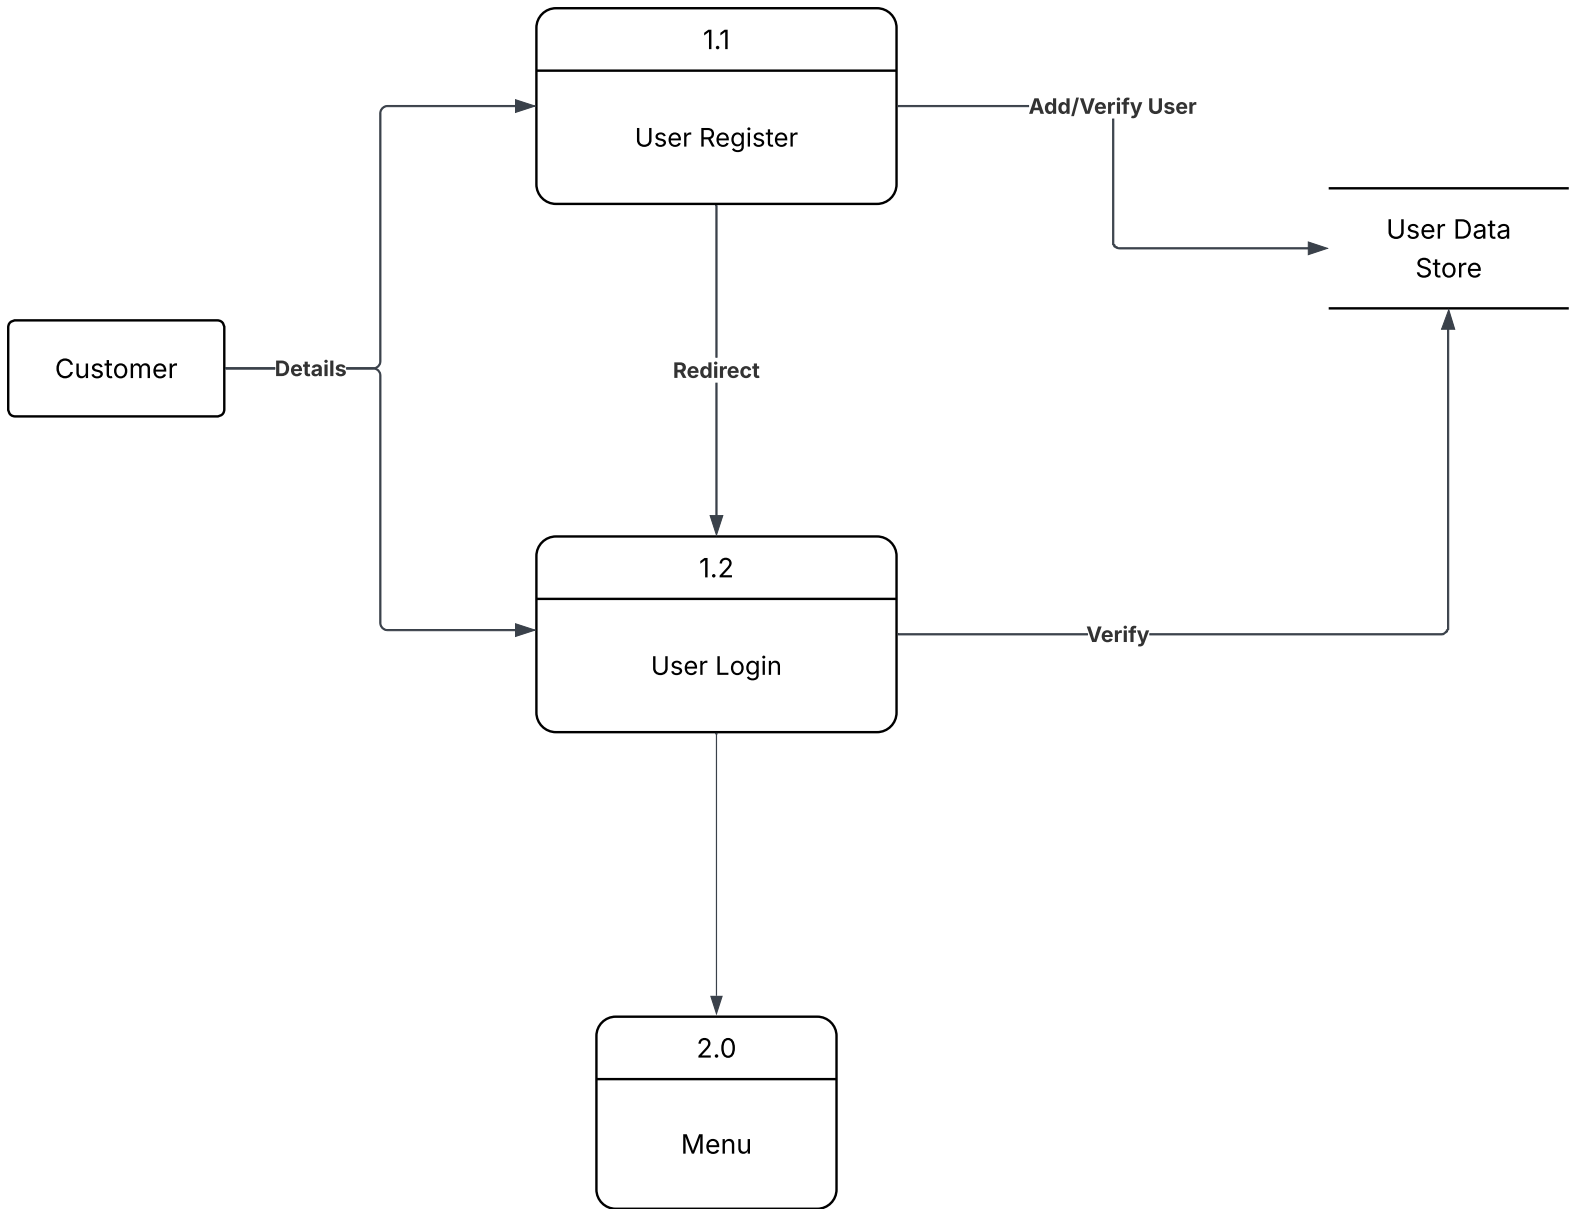 1.1
User Register
Add/Verify User
User Data
Store
Customer
Details
Redirect
1.2
User Login
Verify
2.0
Menu